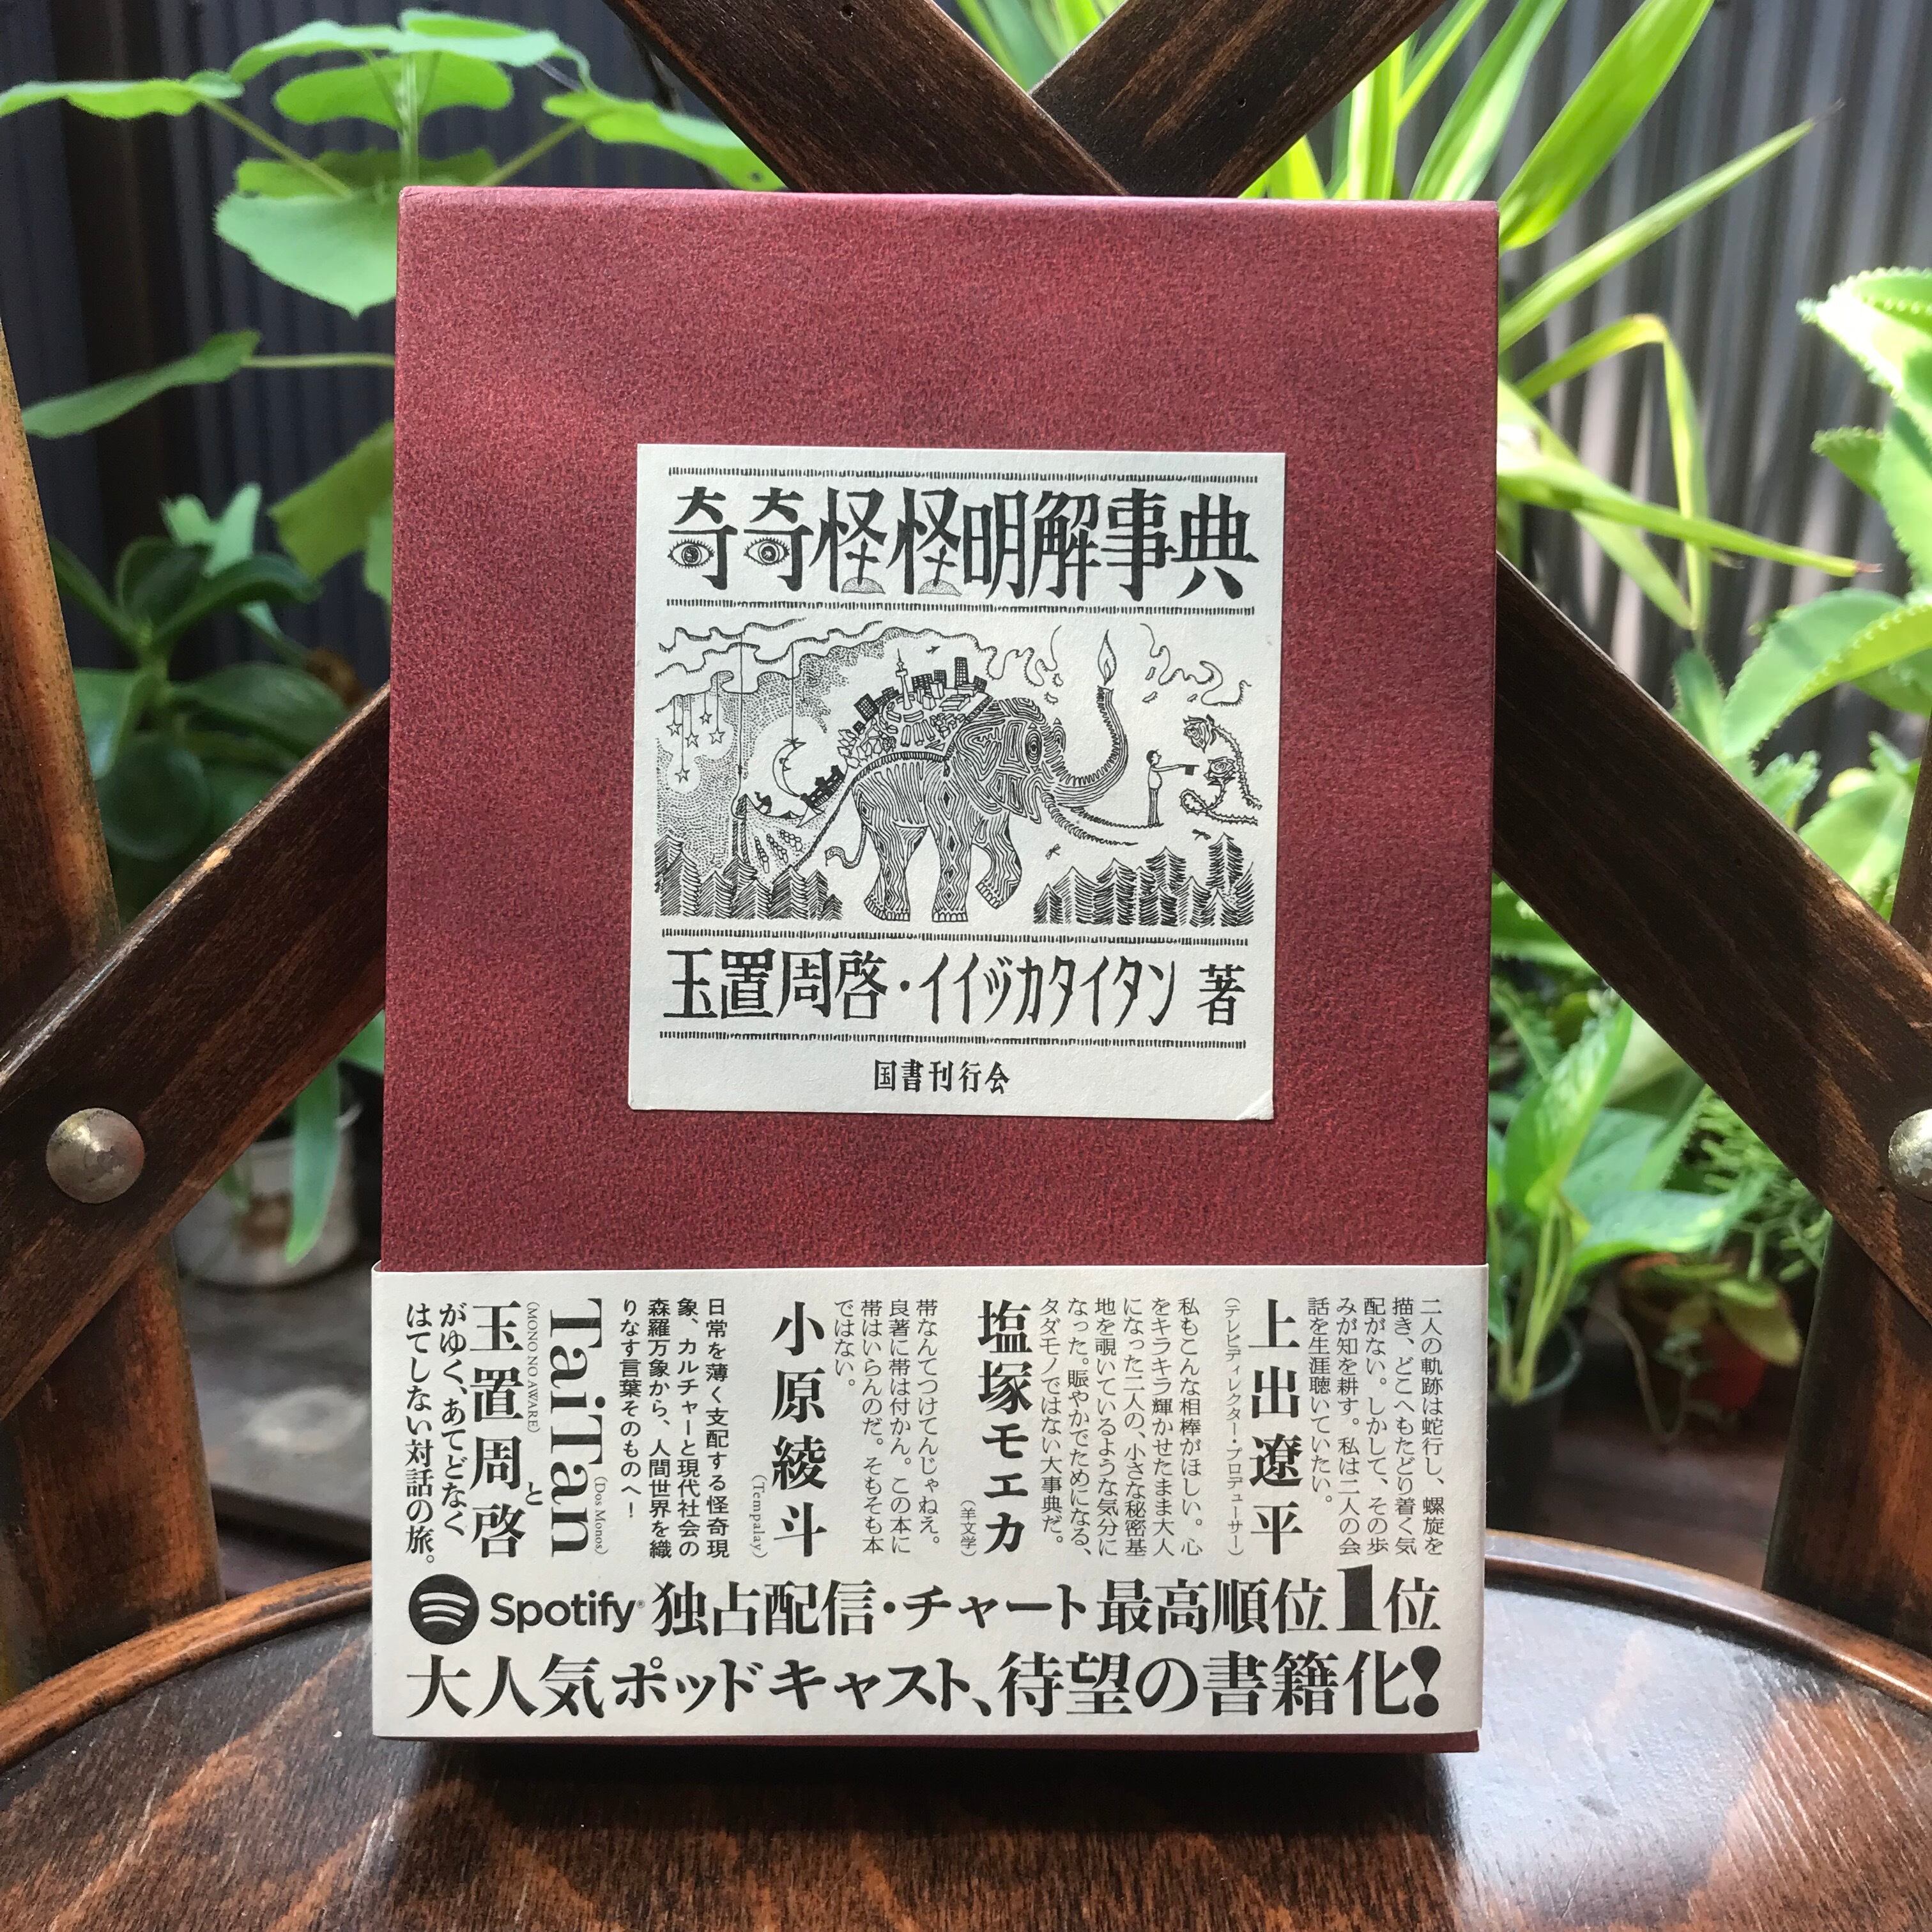 奇奇怪怪明解事典
玉置周啓・イイヅカタイタン 著
国書刊行会
二人の軌跡は蛇行し、螺旋を
描き、どこへもたどり着く気
配がない。しかして、その歩
みが知を耕す。私は二人の会
話を生涯聴いていたい。
上出遼平
(テレビディレクター・プロデューサー)
私もこんな相棒がほしい。心
をキラキラ輝かせたまま大人
になった二人の、小さな秘密基
地を覗いているような気分に
なった。賑やかでためになる、
タダモノではない大事典だ。
塩塚モエカ
(羊文学)
帯なんてつけてんじゃねえ。
良著に帯は付かん。この本に
帯はいらんのだ。そもそも本
ではない。
小原綾斗
(Tempalay)
日常を薄く支配する怪奇現
象、カルチャーと現代社会の
森羅万象から、人間世界を織
りなす言葉そのものへ！
TaiTan(Dos Monos)と
玉置周啓(MONO NO AWARE)
がゆく、あてどなく
はてしない対話の旅。
Spotify 独占配信・チャート最高順位1位
大人気ポッドキャスト、待望の書籍化!